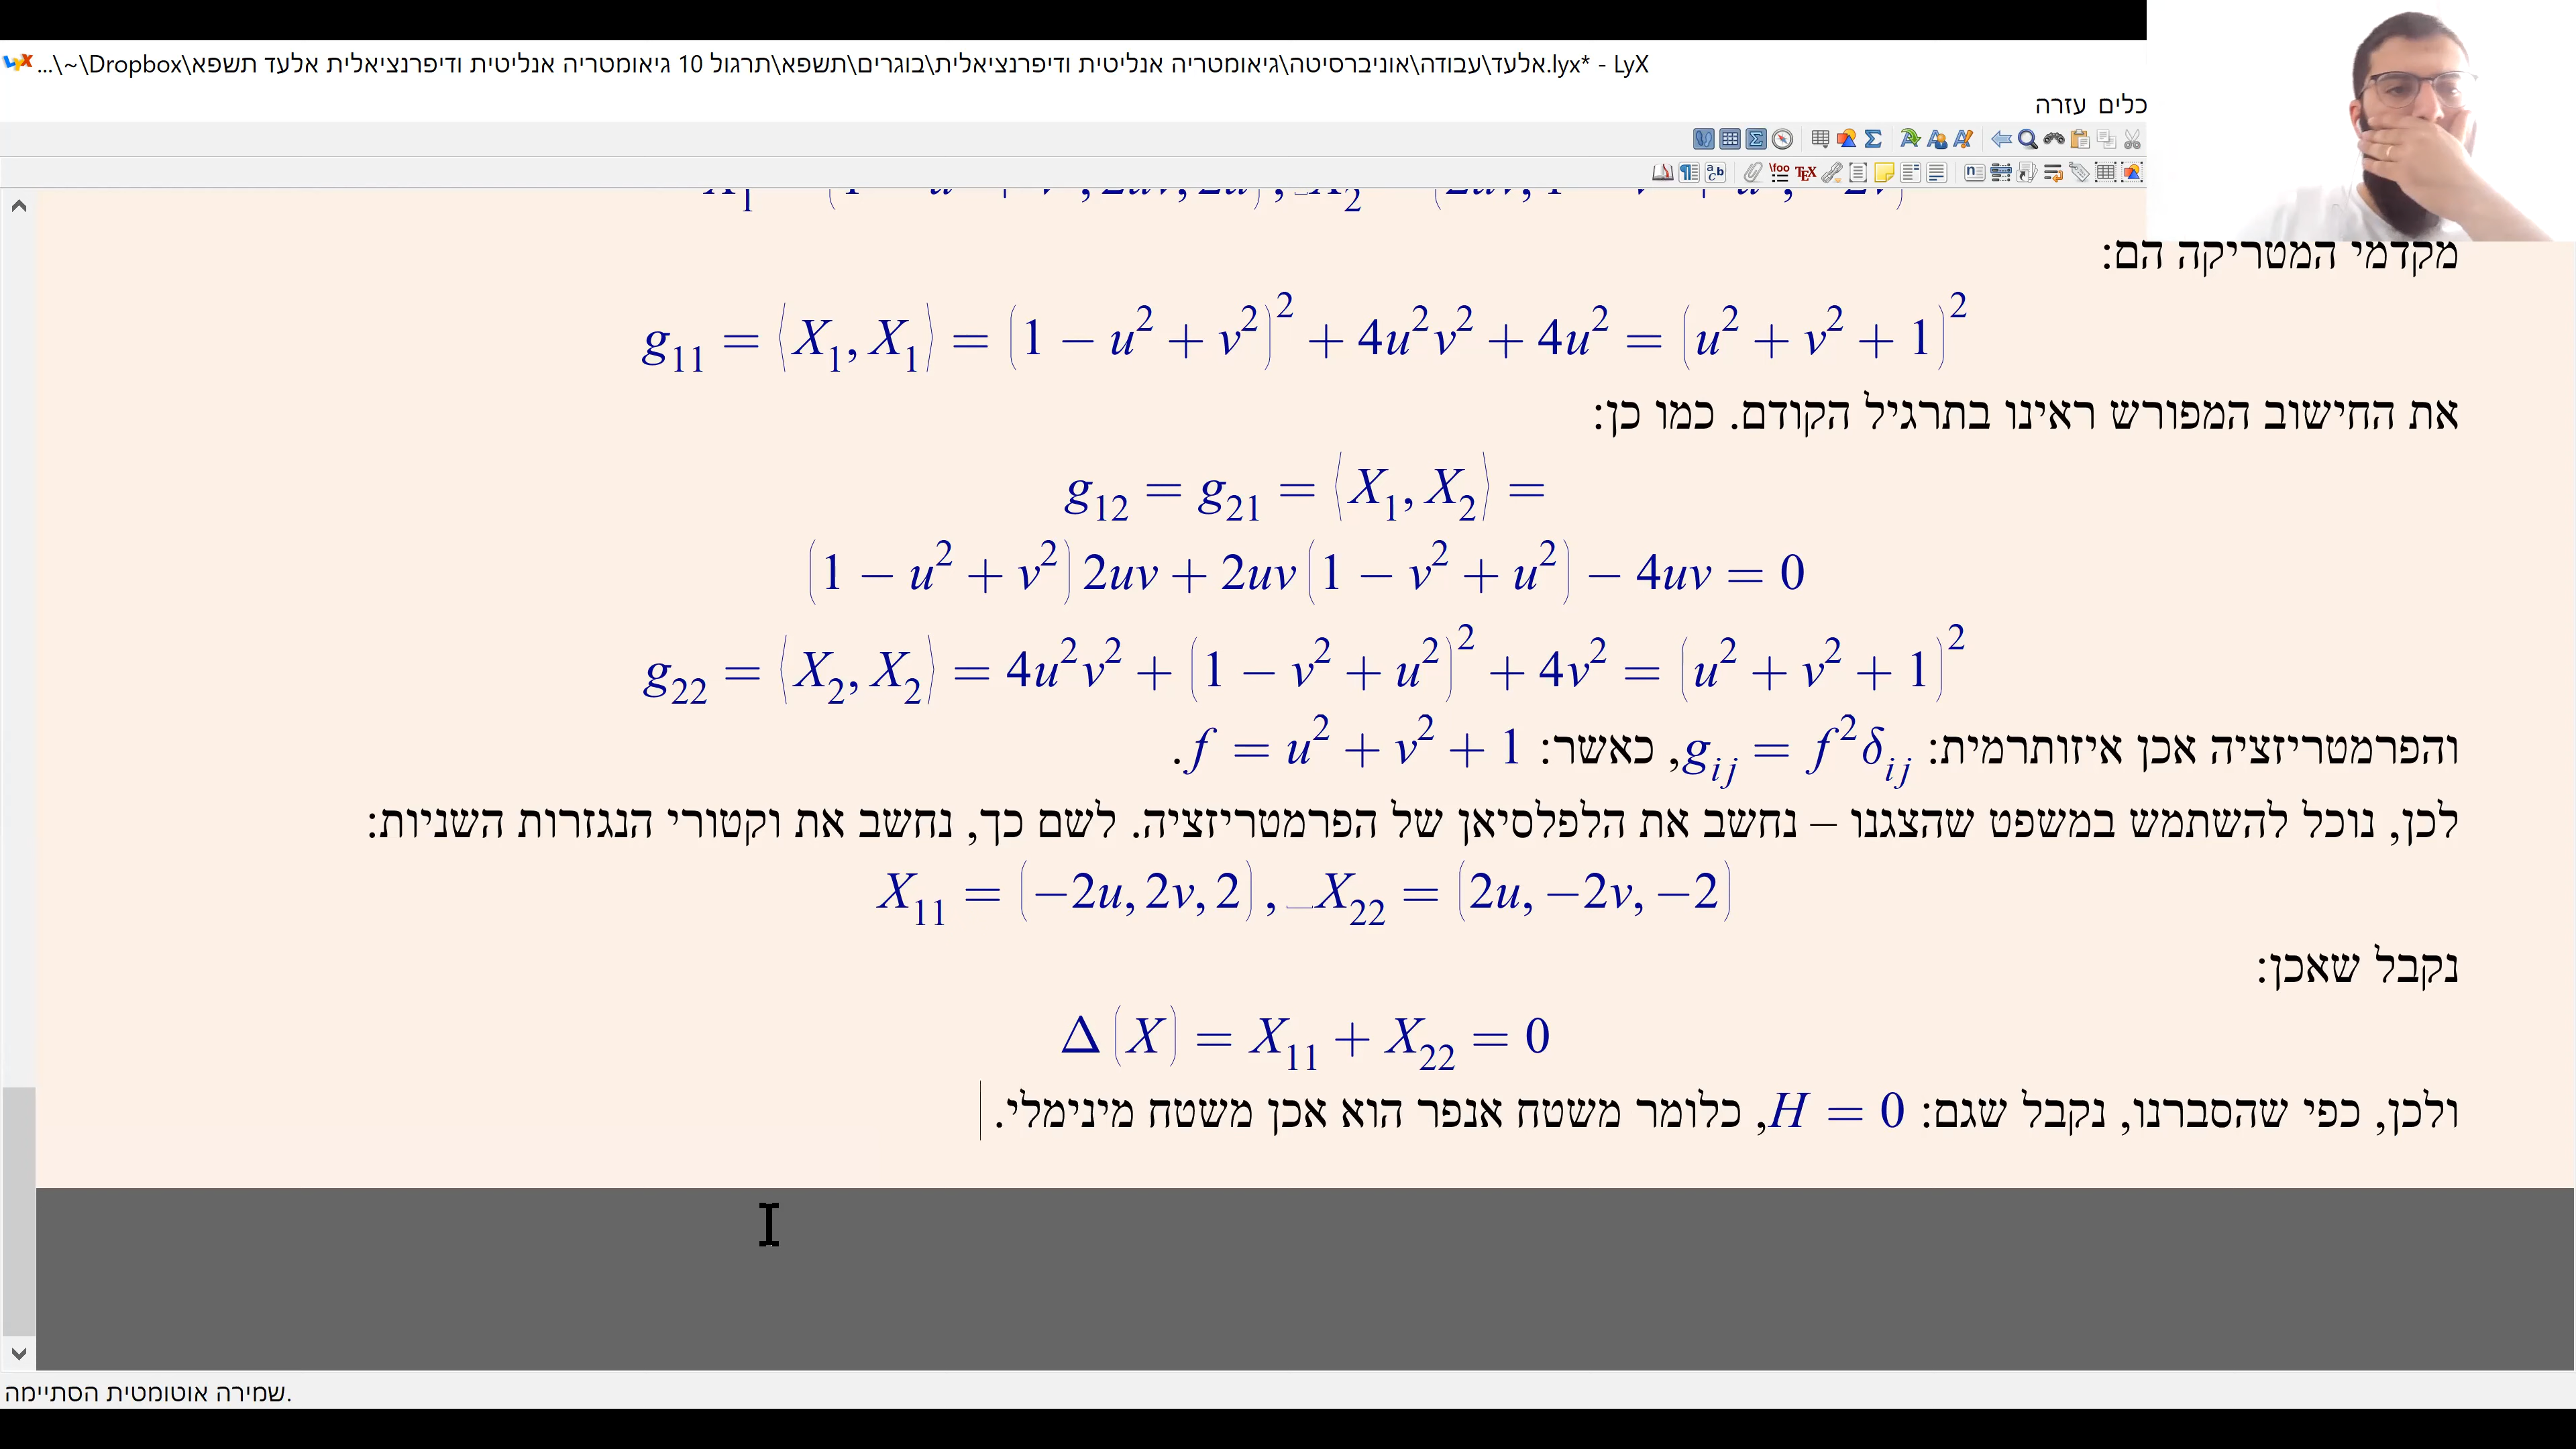 ...\~\Dropbox\אלעד\עבודה\אוניברסיטה\גיאומטריה אנליטית ודיפרנציאלית\בוגרים\תשפא\תרגול 10 גיאומטריה אנליטית ודיפרנציאלית אלעד תשפא.lyx* - LyX
כלים עזרה
מקדמי המטריקה הם:
g_{11} = ⟨X_1, X_1⟩ = (1 − u^2 + v^2)^2 + 4u^2v^2 + 4u^2 = (u^2 + v^2 + 1)^2
את החישוב המפורש ראינו בתרגיל הקודם. כמו כן:
g_{12} = g_{21} = ⟨X_1, X_2⟩ =
(1 − u^2 + v^2) 2uv + 2uv (1 − v^2 + u^2) − 4uv = 0
g_{22} = ⟨X_2, X_2⟩ = 4u^2v^2 + (1 − v^2 + u^2)^2 + 4v^2 = (u^2 + v^2 + 1)^2
והפרמטריזציה אכן איזותרמית: g_{ij} = f^2δ_{ij}, כאשר: f = u^2 + v^2 + 1.
לכן, נוכל להשתמש במשפט שהצגנו – נחשב את הלפלסיאן של הפרמטריזציה. לשם כך, נחשב את וקטורי הנגזרות השניות:
X_{11} = (−2u, 2v, 2), X_{22} = (2u, −2v, −2)
נקבל שאכן:
Δ(X) = X_{11} + X_{22} = 0
ולכן, כפי שהסברנו, נקבל שגם: H = 0, כלומר משטח אנפר הוא אכן משטח מינימלי.
שמירה אוטומטית הסתיימה.